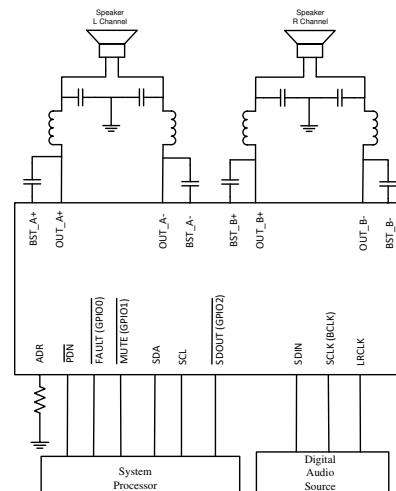 Speaker
L Channel
Speaker
R Channel
BST_A+
OUT_A+
OUT_A-
BST_A-
BST_B+
OUT_B+
OUT_B-
BST_B-
ADR
PDN
FAULT (GPIO0)
MUTE (GPIO1)
SDA
SCL
SDOUT (GPIO2)
SDIN
SCLK (BCLK)
LRCLK
System
Processor
Digital
Audio
Source